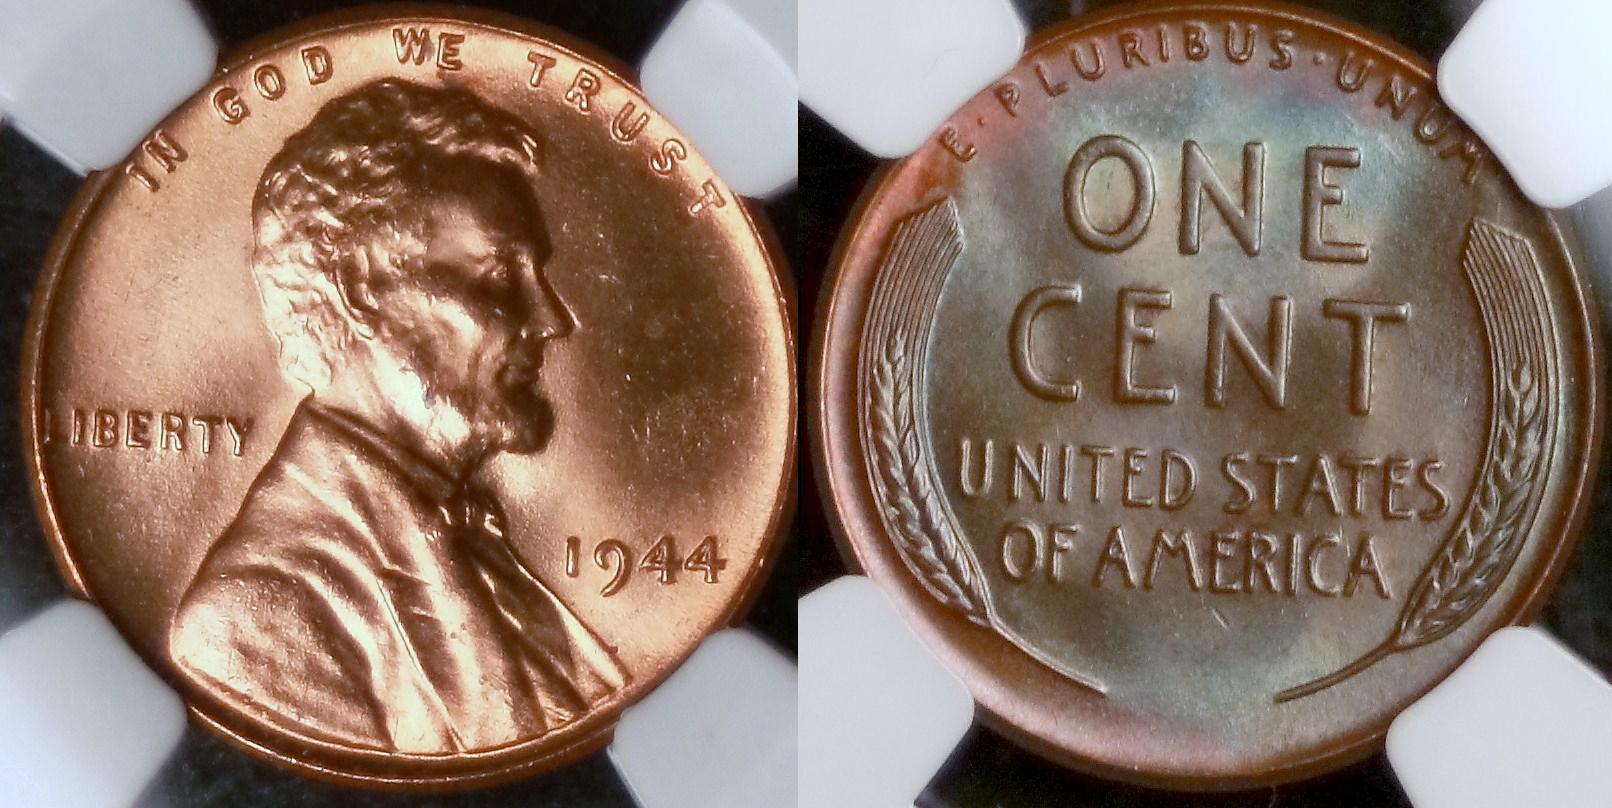 IN GOD WE TRUST
LIBERTY
1944
E·PLURIBUS·UNUM
ONE
CENT
UNITED STATES
OF AMERICA